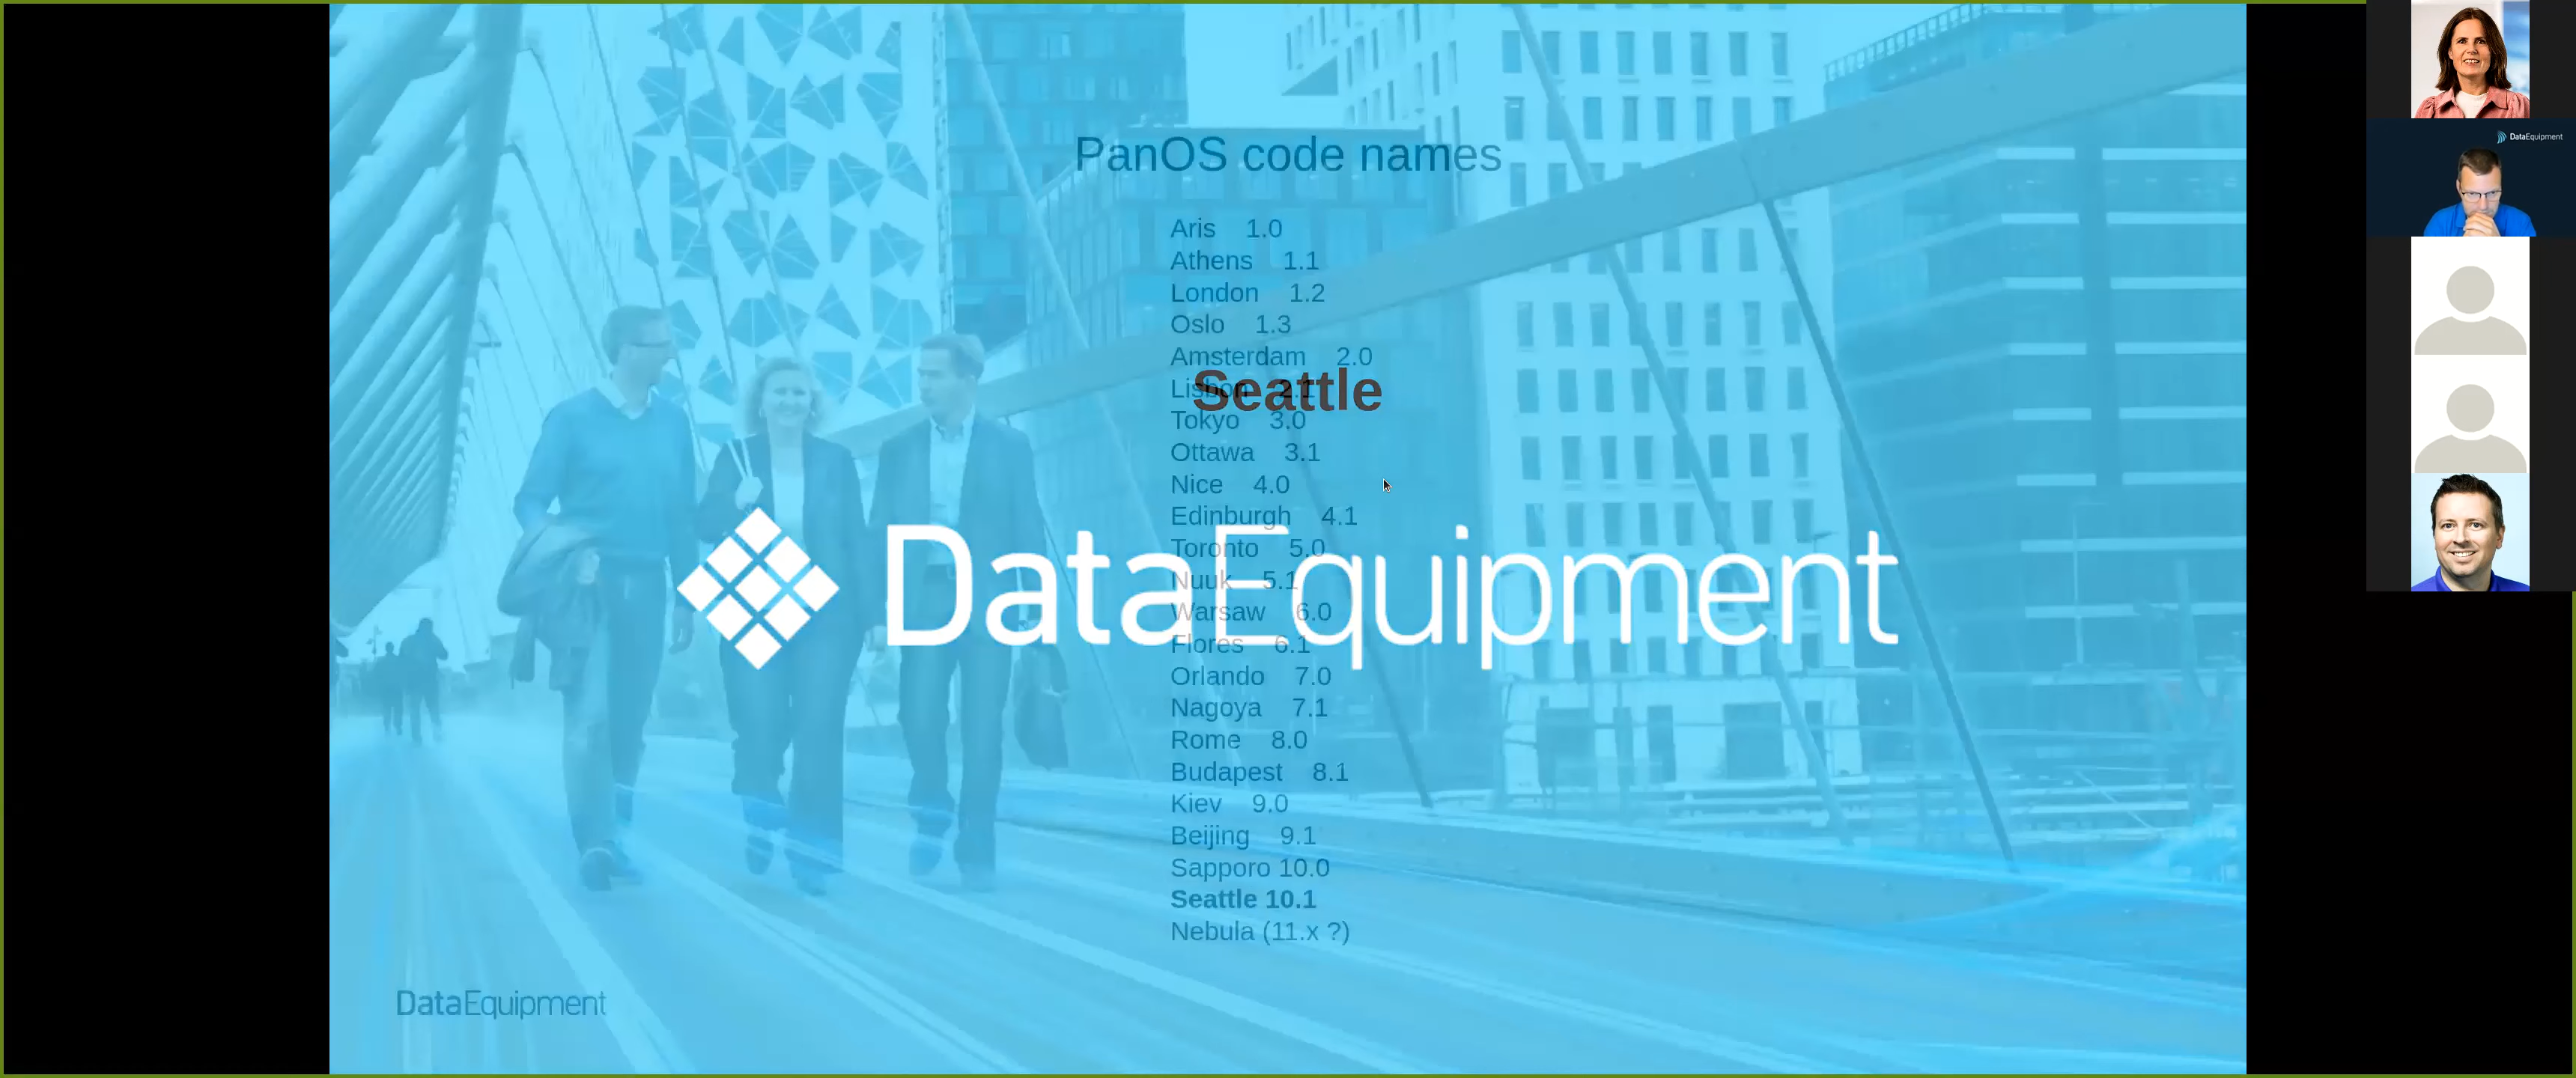 PanOS code names
Aris 1.0
Athens 1.1
London 1.2
Oslo 1.3
Amsterdam 2.0
Lisbon 2.1
Seattle
Tokyo 3.0
Ottawa 3.1
Nice 4.0
Edinburgh 4.1
Toronto 5.0
Nuuk 5.1
DataEquipment
Warsaw 6.0
Flores 6.1
Orlando 7.0
Nagoya 7.1
Rome 8.0
Budapest 8.1
Kiev 9.0
Beijing 9.1
Sapporo 10.0
Seattle 10.1
Nebula (11.x ?)
DataEquipment
DataEquipment